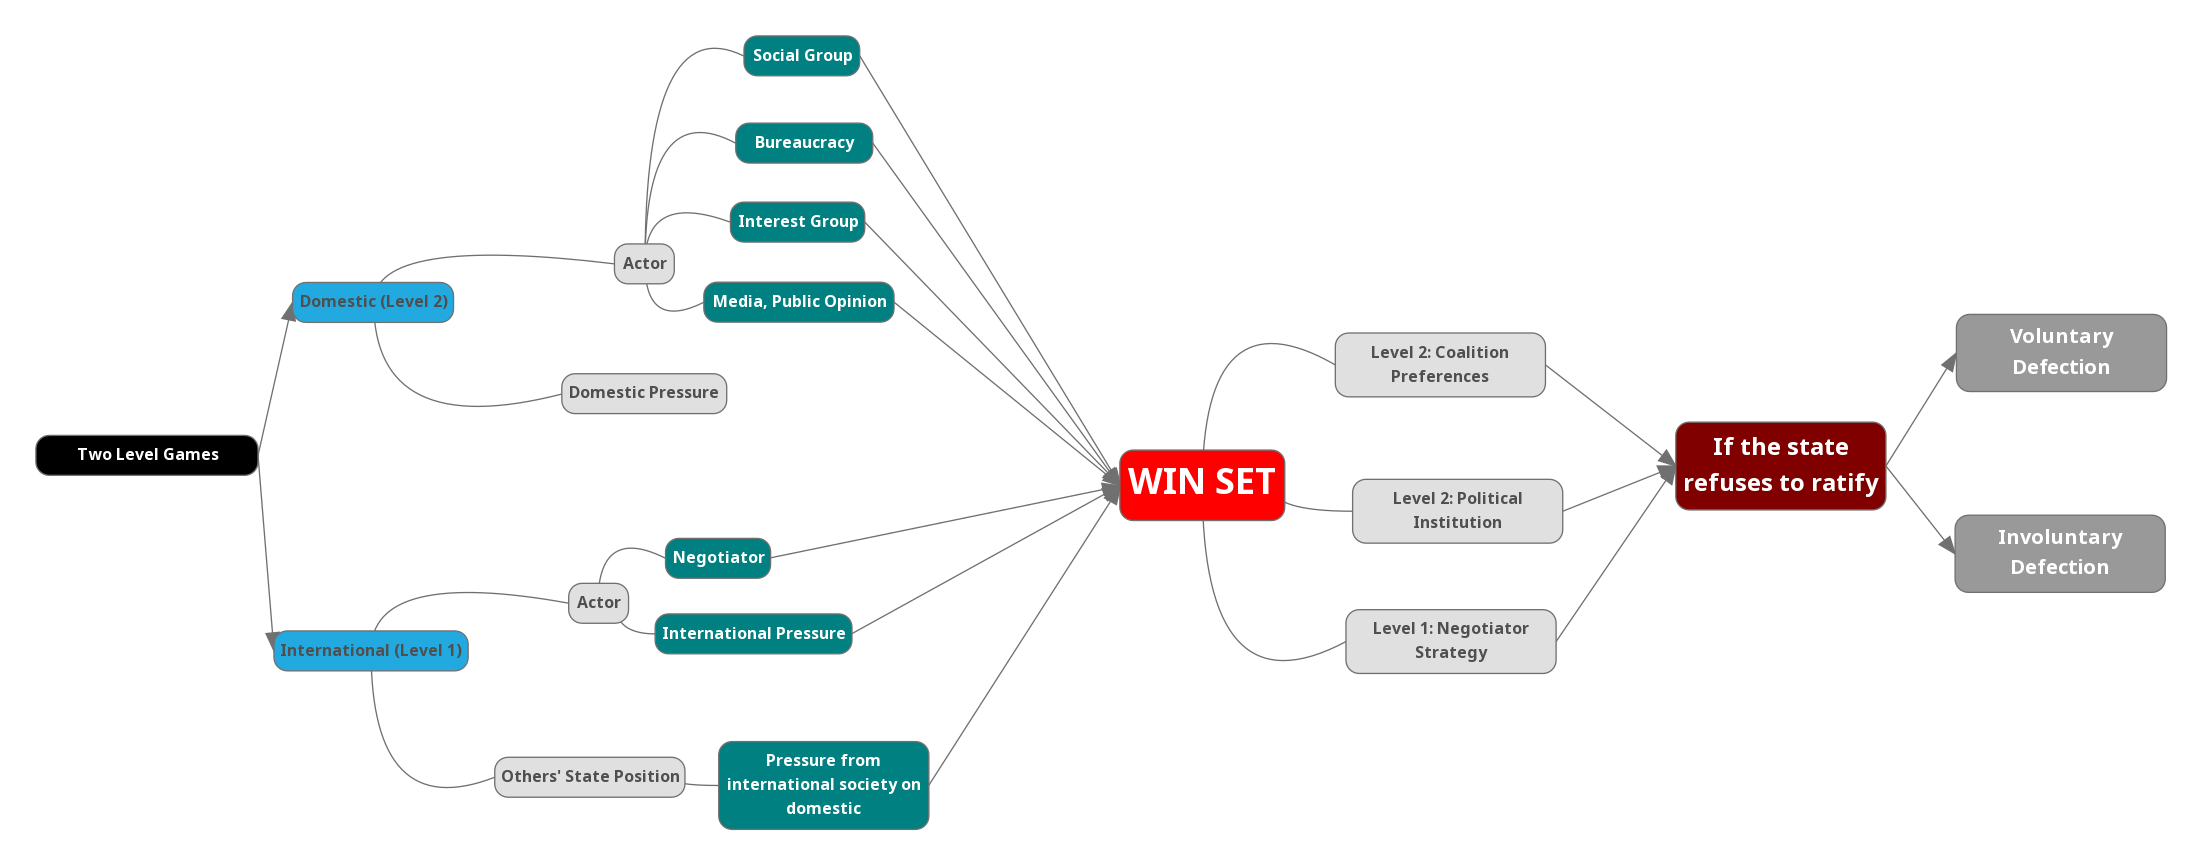 Two Level Games
Domestic (Level 2)
Actor
Social Group
Bureaucracy
Interest Group
Media, Public Opinion
Domestic Pressure
International (Level 1)
Actor
Negotiator
International Pressure
Others' State Position
Pressure from
international society on
domestic
WIN SET
Level 2: Coalition
Preferences
Level 2: Political
Institution
Level 1: Negotiator
Strategy
If the state
refuses to ratify
Voluntary
Defection
Involuntary
Defection